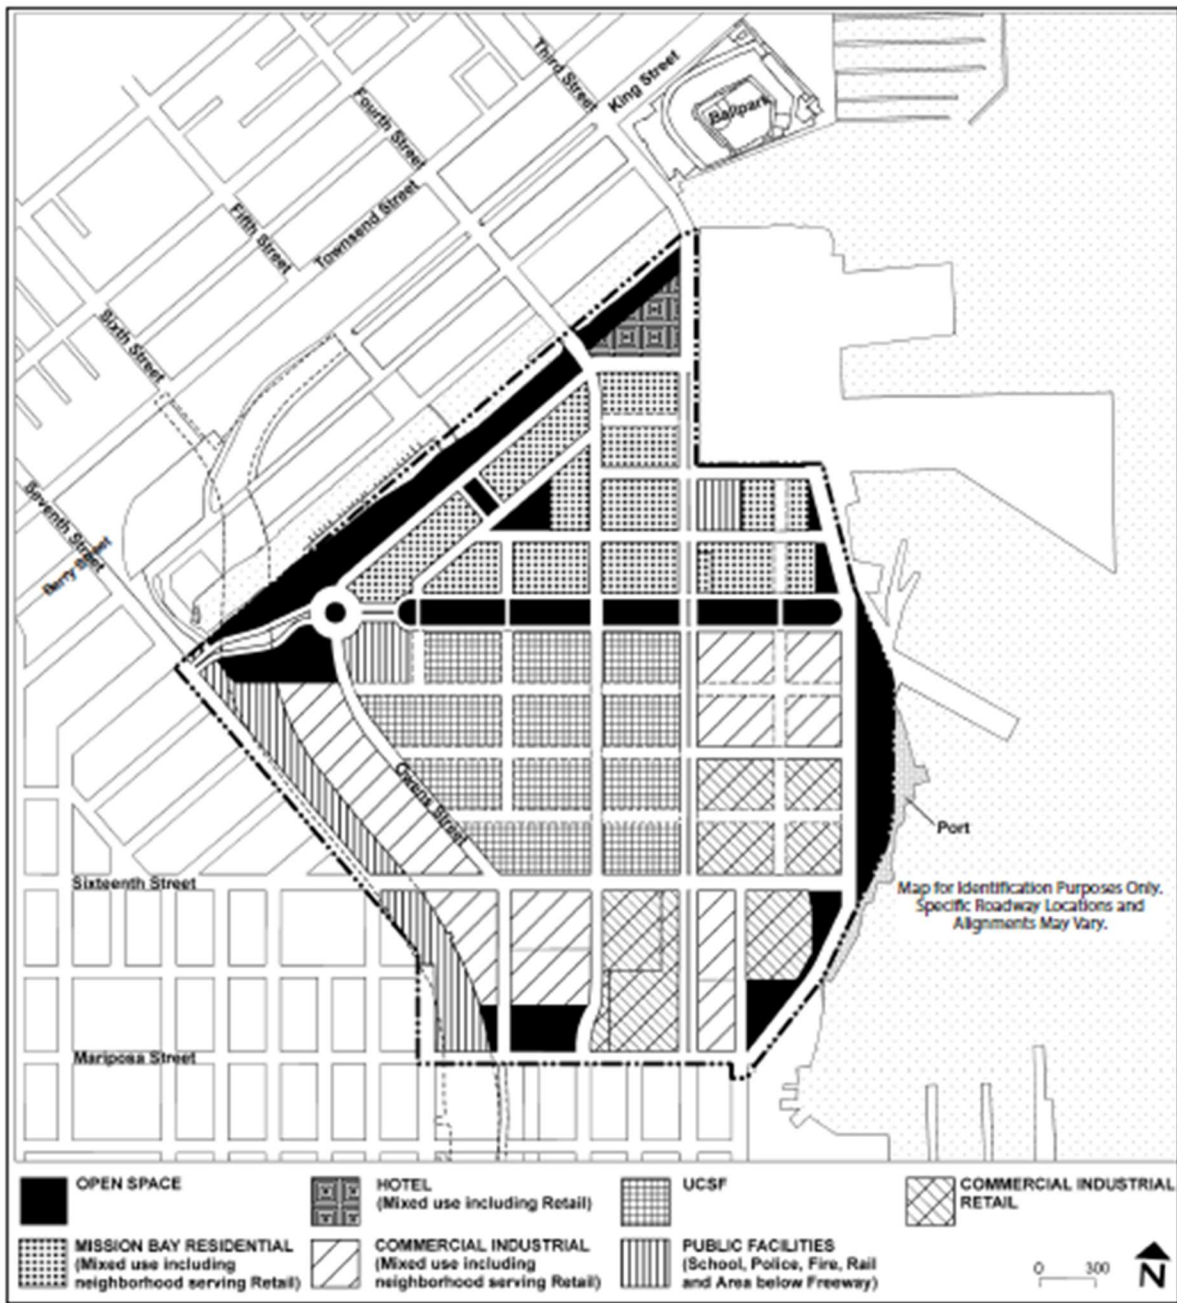 Third Street
King Street
Ballpark
Fourth Street
Fifth Street
Townsend Street
Sixth Street
Seventh Street
Berry Street
Owens Street
Port
Sixteenth Street
Map for Identification Purposes Only.
Specific Roadway Locations and
Alignments May Vary.
Mariposa Street
OPEN SPACE
HOTEL
(Mixed use including Retail)
UCSF
COMMERCIAL INDUSTRIAL
RETAIL
MISSION BAY RESIDENTIAL
(Mixed use including
neighborhood serving Retail)
COMMERCIAL INDUSTRIAL
(Mixed use including
neighborhood serving Retail)
PUBLIC FACILITIES
(School, Police, Fire, Rail
and Area below Freeway)
0 300
N